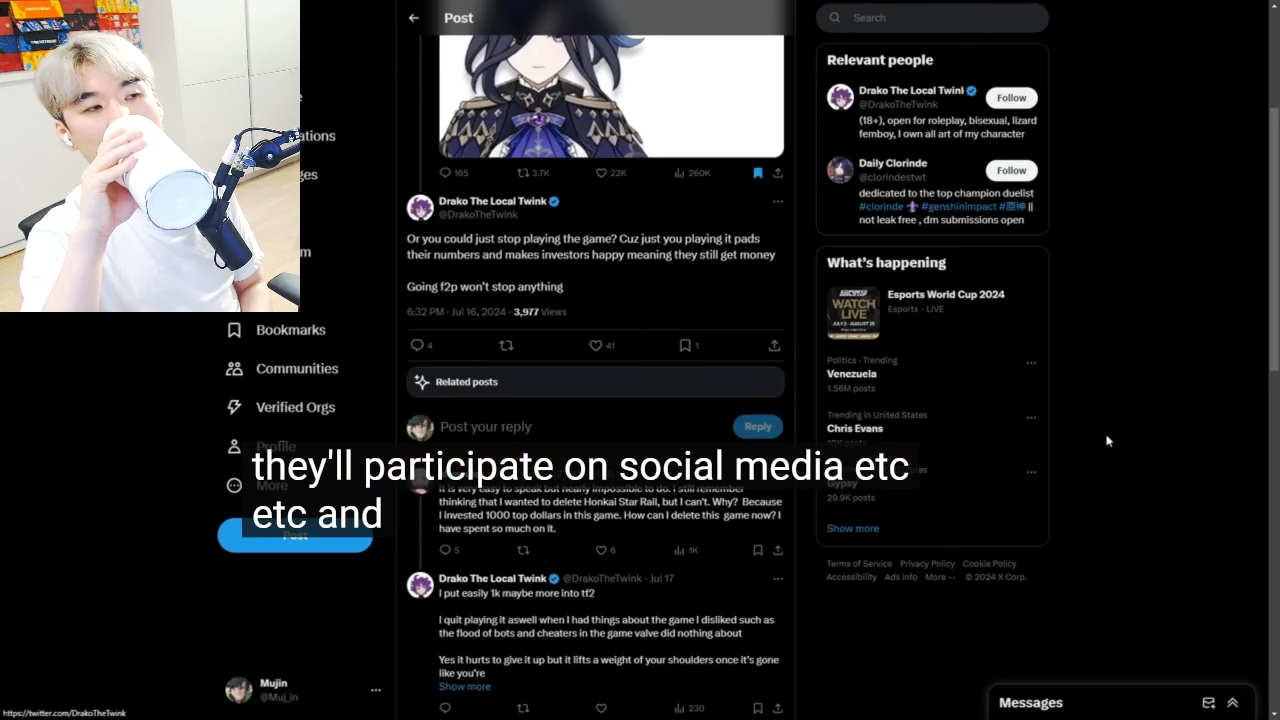 Post
Search
165
3.7K
22K
260K
Drako The Local Twink
@DrakoTheTwink
Or you could just stop playing the game? Cuz just you playing it pads
their numbers and makes investors happy meaning they still get money
Going f2p won't stop anything
6:32 PM · Jul 16, 2024 · 3,977 Views
4
41
1
Related posts
Post your reply
Reply
It is very easy to speak but nearly impossible to do. I still remember
thinking that I wanted to delete Honkai Star Rail, but I can't. Why? Because
I invested 1000 top dollars in this game. How can I delete this game now? I
have spent so much on it.
5
6
1K
Drako The Local Twink @DrakoTheTwink · Jul 17
I put easily 1k maybe more into tf2
I quit playing it aswell when I had things about the game I disliked such as
the flood of bots and cheaters in the game valve did nothing about
Yes it hurts to give it up but it lifts a weight of your shoulders once it's gone
like you're
Show more
230
Bookmarks
Communities
Verified Orgs
Profile
More
Post
they'll participate on social media etc
etc and
Mujin
@Muj_in
https://twitter.com/DrakoTheTwink
Relevant people
Drako The Local Twink
@DrakoTheTwink
Follow
(18+), open for roleplay, bisexual, lizard
femboy, I own all art of my character
Daily Clorinde
@clorindestwt
Follow
dedicated to the top champion duelist
#clorinde #genshinimpact #原神 ||
not leak free , dm submissions open
What's happening
WATCH
LIVE
Esports World Cup 2024
Esports · LIVE
Politics · Trending
Venezuela
1.56M posts
Trending in United States
Chris Evans
Gypsy
29.9K posts
Show more
Terms of Service Privacy Policy Cookie Policy
Accessibility Ads info More ··· © 2024 X Corp.
Messages